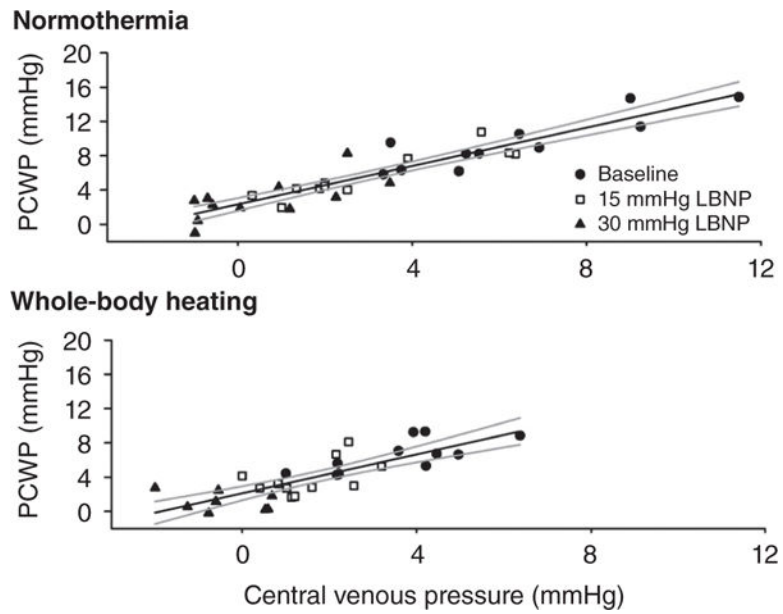 Normothermia
PCWP (mmHg)
20
16
12
8
4
0
Baseline
15 mmHg LBNP
30 mmHg LBNP
0 4 8 12
Whole-body heating
PCWP (mmHg)
20
16
12
8
4
0
0 4 8 12
Central venous pressure (mmHg)